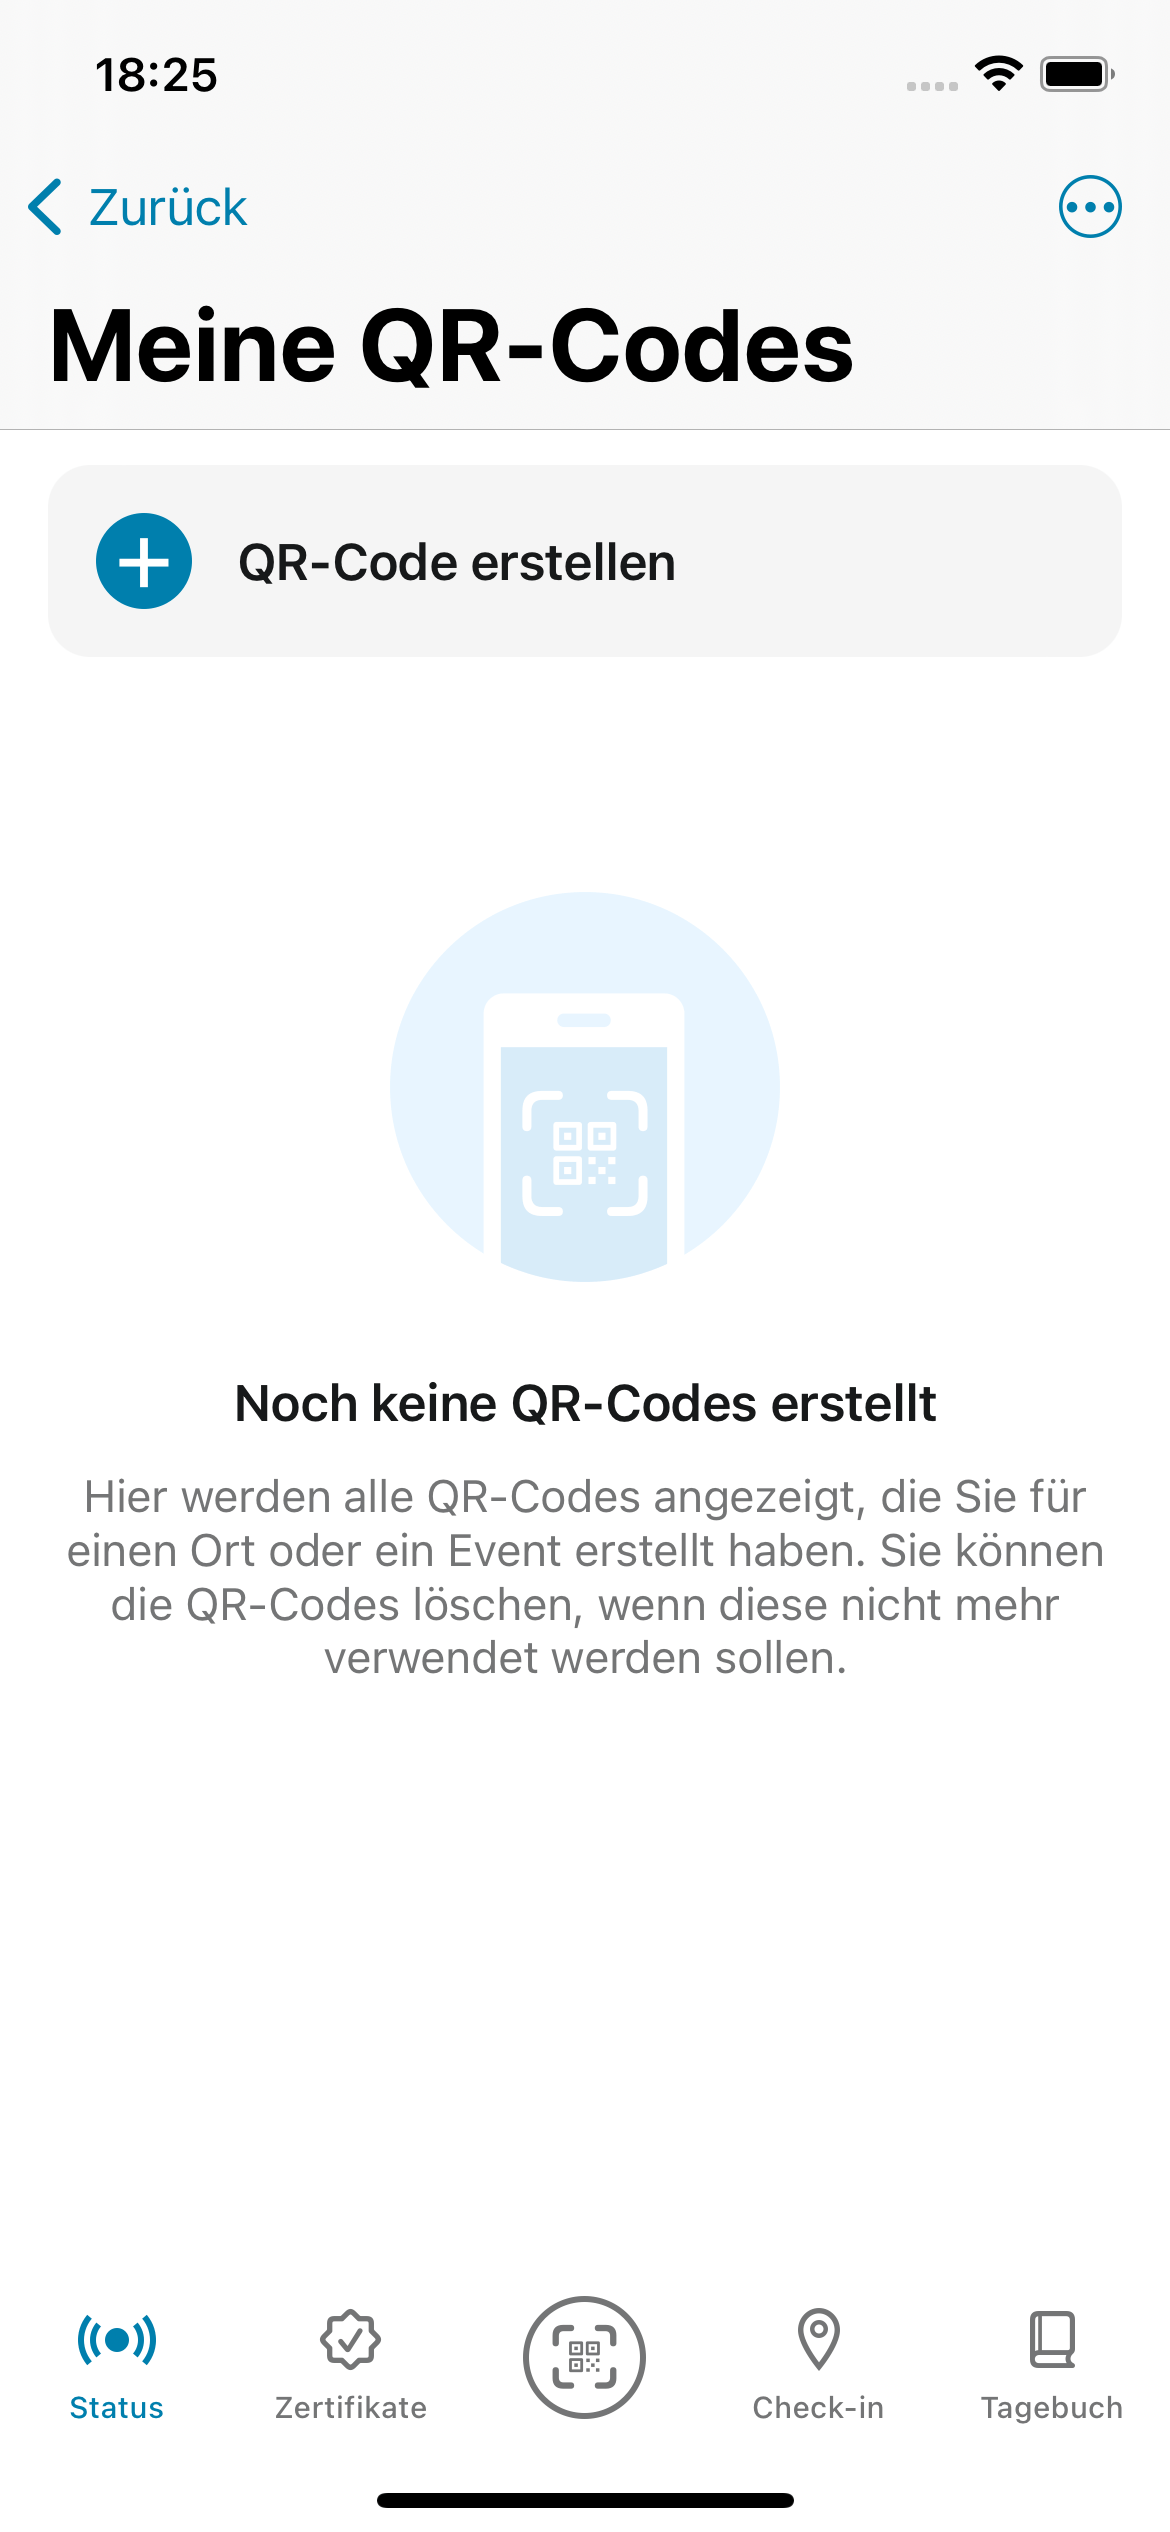 18:25
Zurück
Meine QR-Codes
QR-Code erstellen
Noch keine QR-Codes erstellt
Hier werden alle QR-Codes angezeigt, die Sie für
einen Ort oder ein Event erstellt haben. Sie können
die QR-Codes löschen, wenn diese nicht mehr
verwendet werden sollen.
Status
Zertifikate
Check-in
Tagebuch